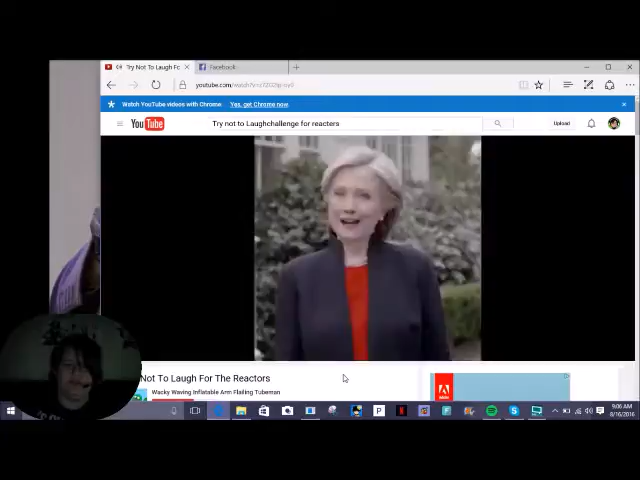 Try Not To Laugh Fo
Facebook
Watch YouTube videos with Chrome. Yes, get Chrome now.
YouTube
Try not to Laughchallenge for reacters
Upload
Not To Laugh For The Reactors
Wacky Waving Inflatable Arm Flailing Tubeman
9:06 AM
8/16/2016